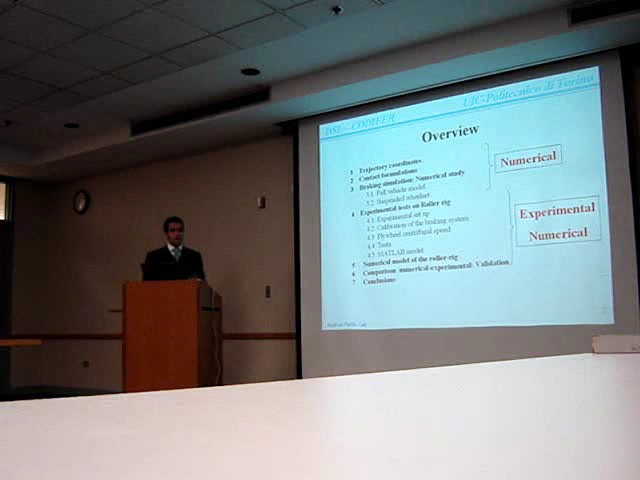 DSL - CODIFER
UIC-Politecnico di Torino
Overview
1 Trajectory coordinates
2 Contact formulations
3 Braking simulation: Numerical study
3.1 Full vehicle model
3.2 Suspended wheelset
4 Experimental tests on Roller rig
4.1 Experimental set up
4.2 Calibration of the braking system
4.3 Flywheel centrifugal speed
4.4 Tests
4.5 MATLAB model
5 Numerical model of the roller-rig
6 Comparison numerical-experimental: Validation
7 Conclusions
Numerical
Experimental
Numerical